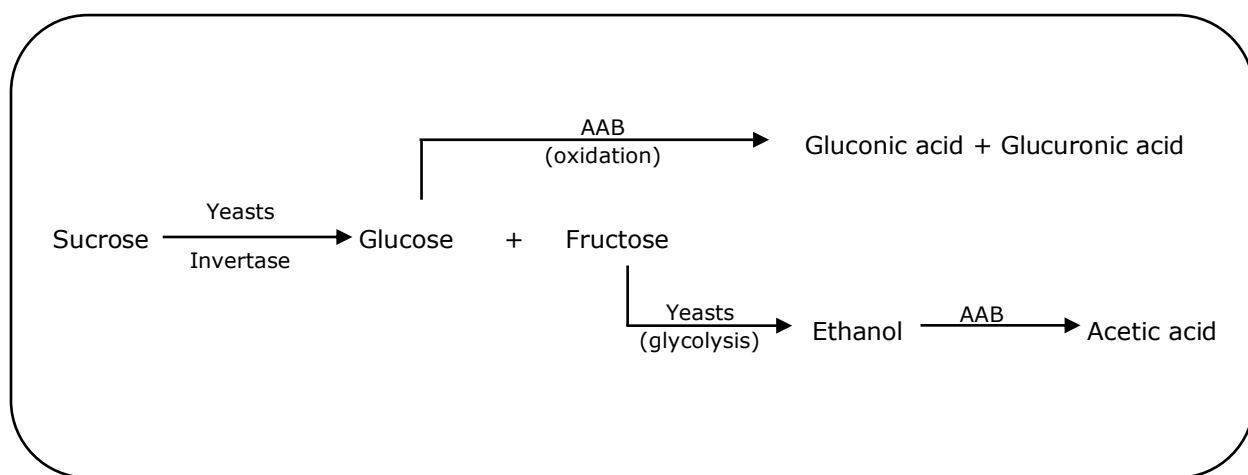 AAB
(oxidation)
Gluconic acid + Glucuronic acid
Yeasts
Sucrose
Glucose + Fructose
Invertase
Yeasts
(glycolysis)
Ethanol
AAB
Acetic acid